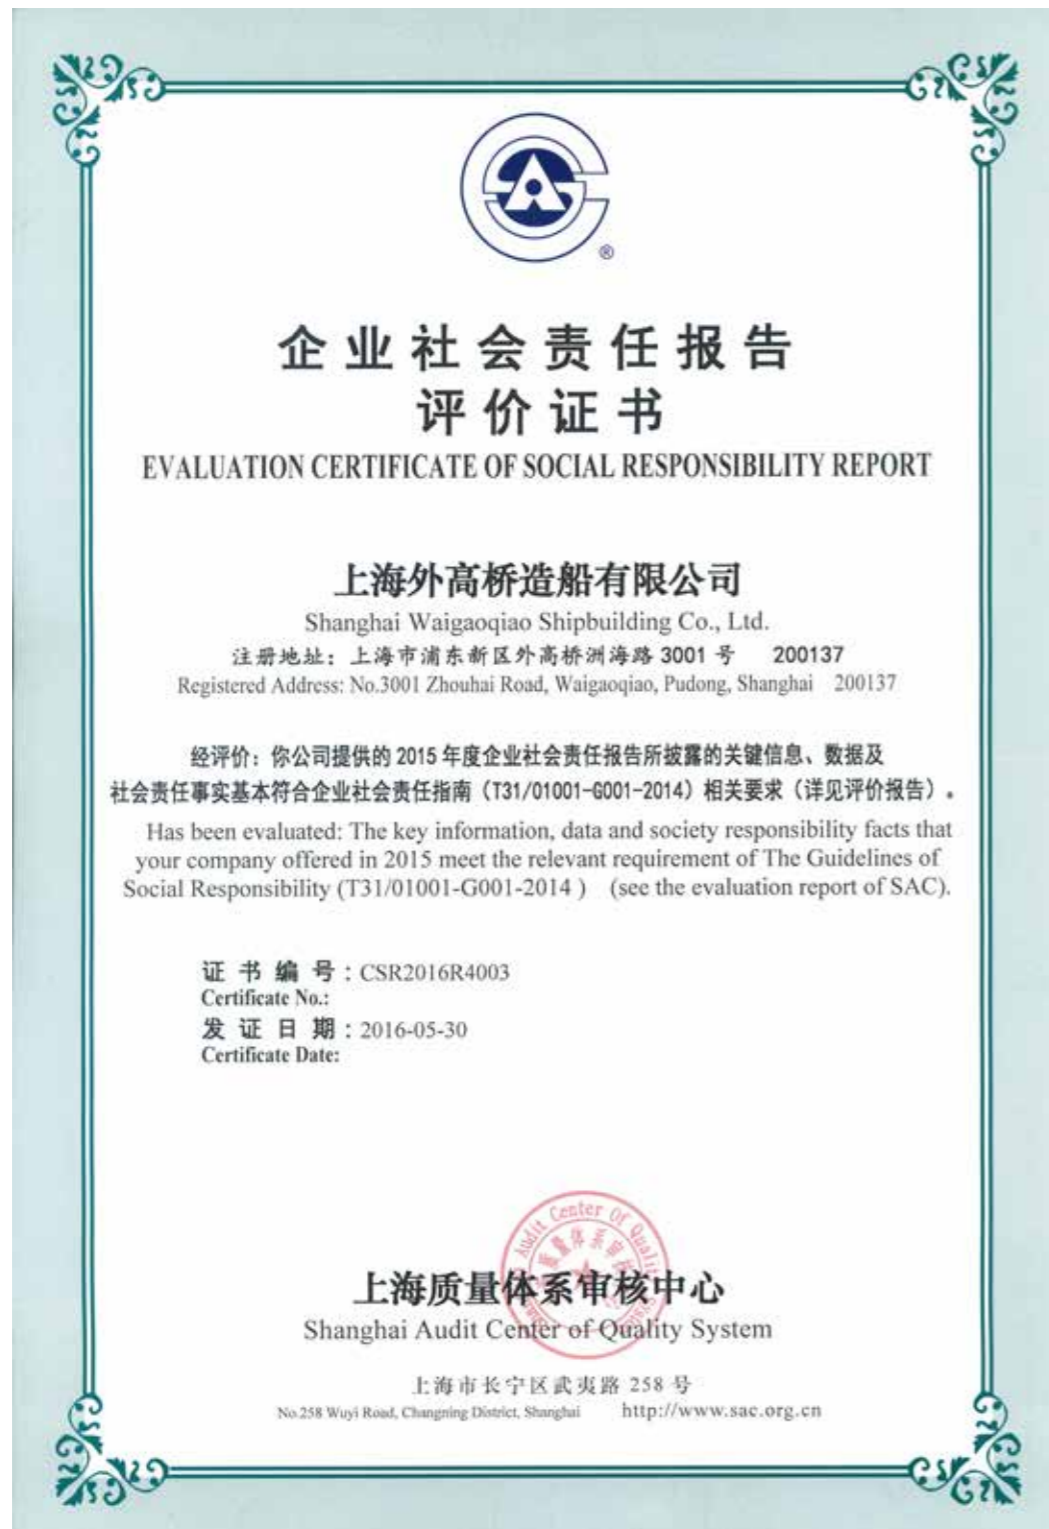 ®
企业社会责任报告
评价证书
EVALUATION CERTIFICATE OF SOCIAL RESPONSIBILITY REPORT
上海外高桥造船有限公司
Shanghai Waigaoqiao Shipbuilding Co., Ltd.
注册地址：上海市浦东新区外高桥洲海路 3001 号 200137
Registered Address: No.3001 Zhouhai Road, Waigaoqiao, Pudong, Shanghai 200137
经评价：你公司提供的 2015 年度企业社会责任报告所披露的关键信息、数据及
社会责任事实基本符合企业社会责任指南（T31/01001-G001-2014）相关要求（详见评价报告）。
Has been evaluated: The key information, data and society responsibility facts that
your company offered in 2015 meet the relevant requirement of The Guidelines of
Social Responsibility (T31/01001-G001-2014 ) (see the evaluation report of SAC).
证书编号：CSR2016R4003
Certificate No.:
发证日期：2016-05-30
Certificate Date:
Audit Center Of Quality
质量体系审核
上海质量体系审核中心
Shanghai Audit Center of Quality System
上海市长宁区武夷路 258 号
No.258 Wuyi Road, Changning District, Shanghai http://www.sac.org.cn